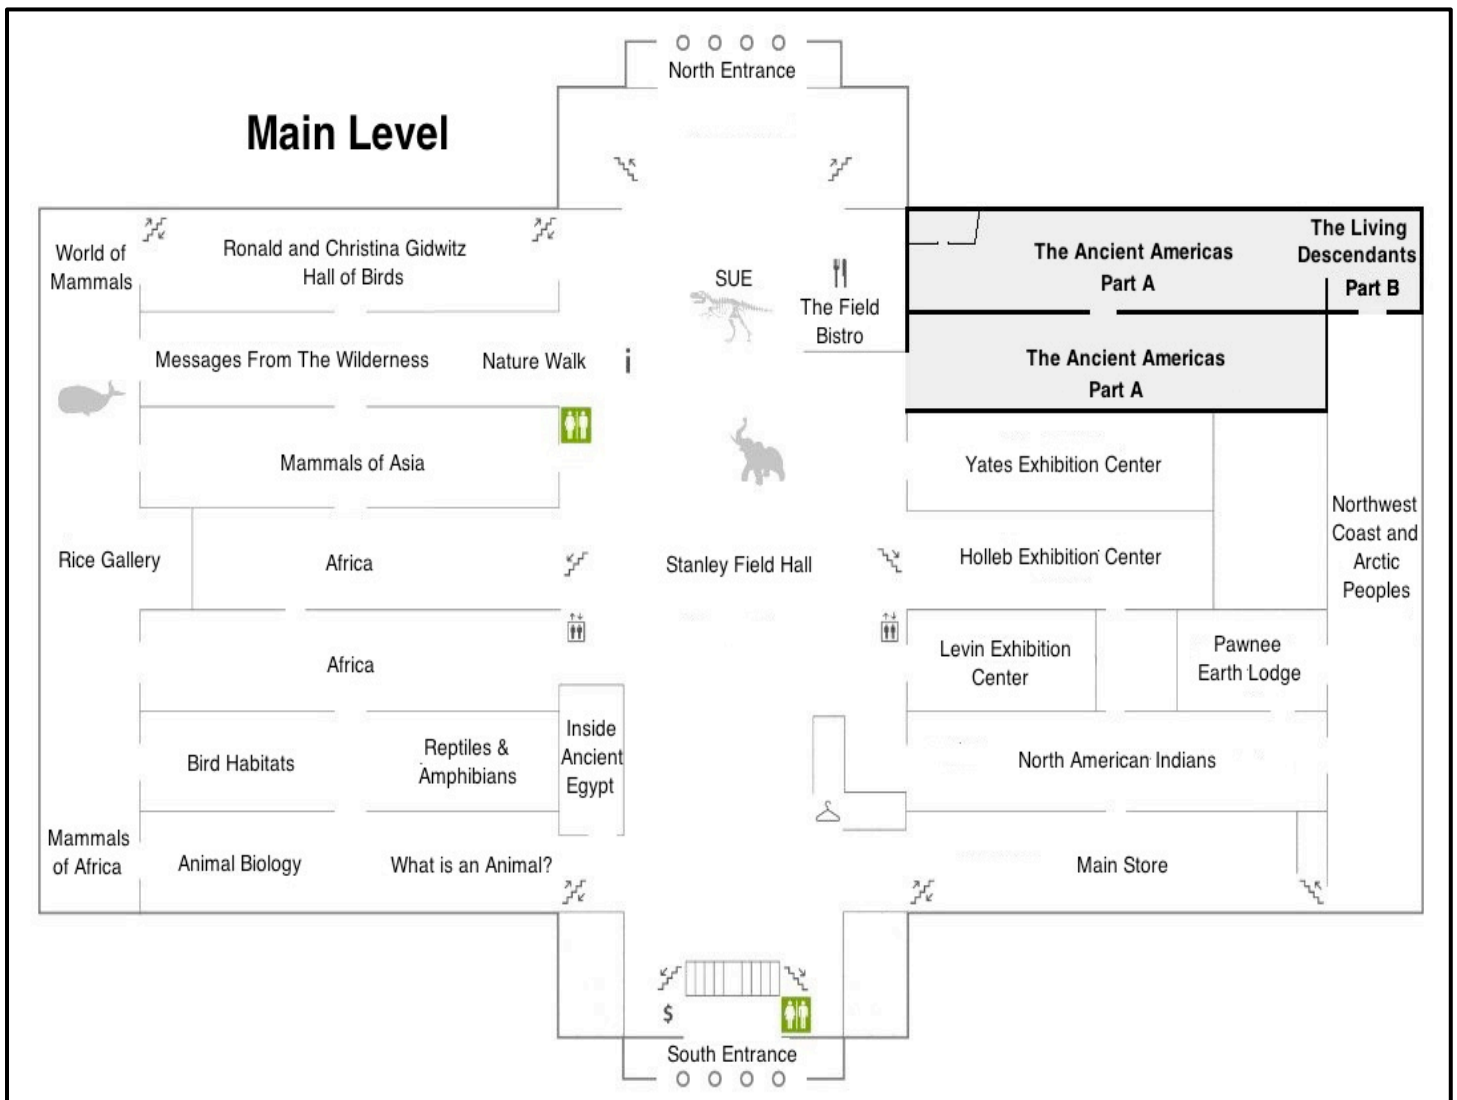 North Entrance
Main Level
World of
Mammals
Ronald and Christina Gidwitz
Hall of Birds
SUE
The Field
Bistro
The Ancient Americas
Part A
The Living
Descendants
Part B
Messages From The Wilderness
Nature Walk
i
The Ancient Americas
Part A
Mammals of Asia
Yates Exhibition Center
Rice Gallery
Africa
Stanley Field Hall
Holleb Exhibition Center
Northwest
Coast and
Arctic
Peoples
Africa
Levin Exhibition
Center
Pawnee
Earth Lodge
Bird Habitats
Reptiles &
Amphibians
Inside
Ancient
Egypt
North American Indians
Mammals
of Africa
Animal Biology
What is an Animal?
Main Store
$
South Entrance